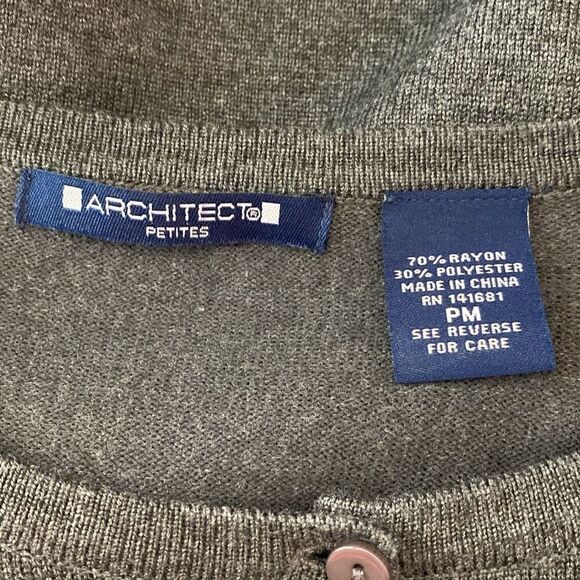 ARCHITECT®
PETITES
70% RAYON
30% POLYESTER
MADE IN CHINA
RN 141681
PM
SEE REVERSE
FOR CARE